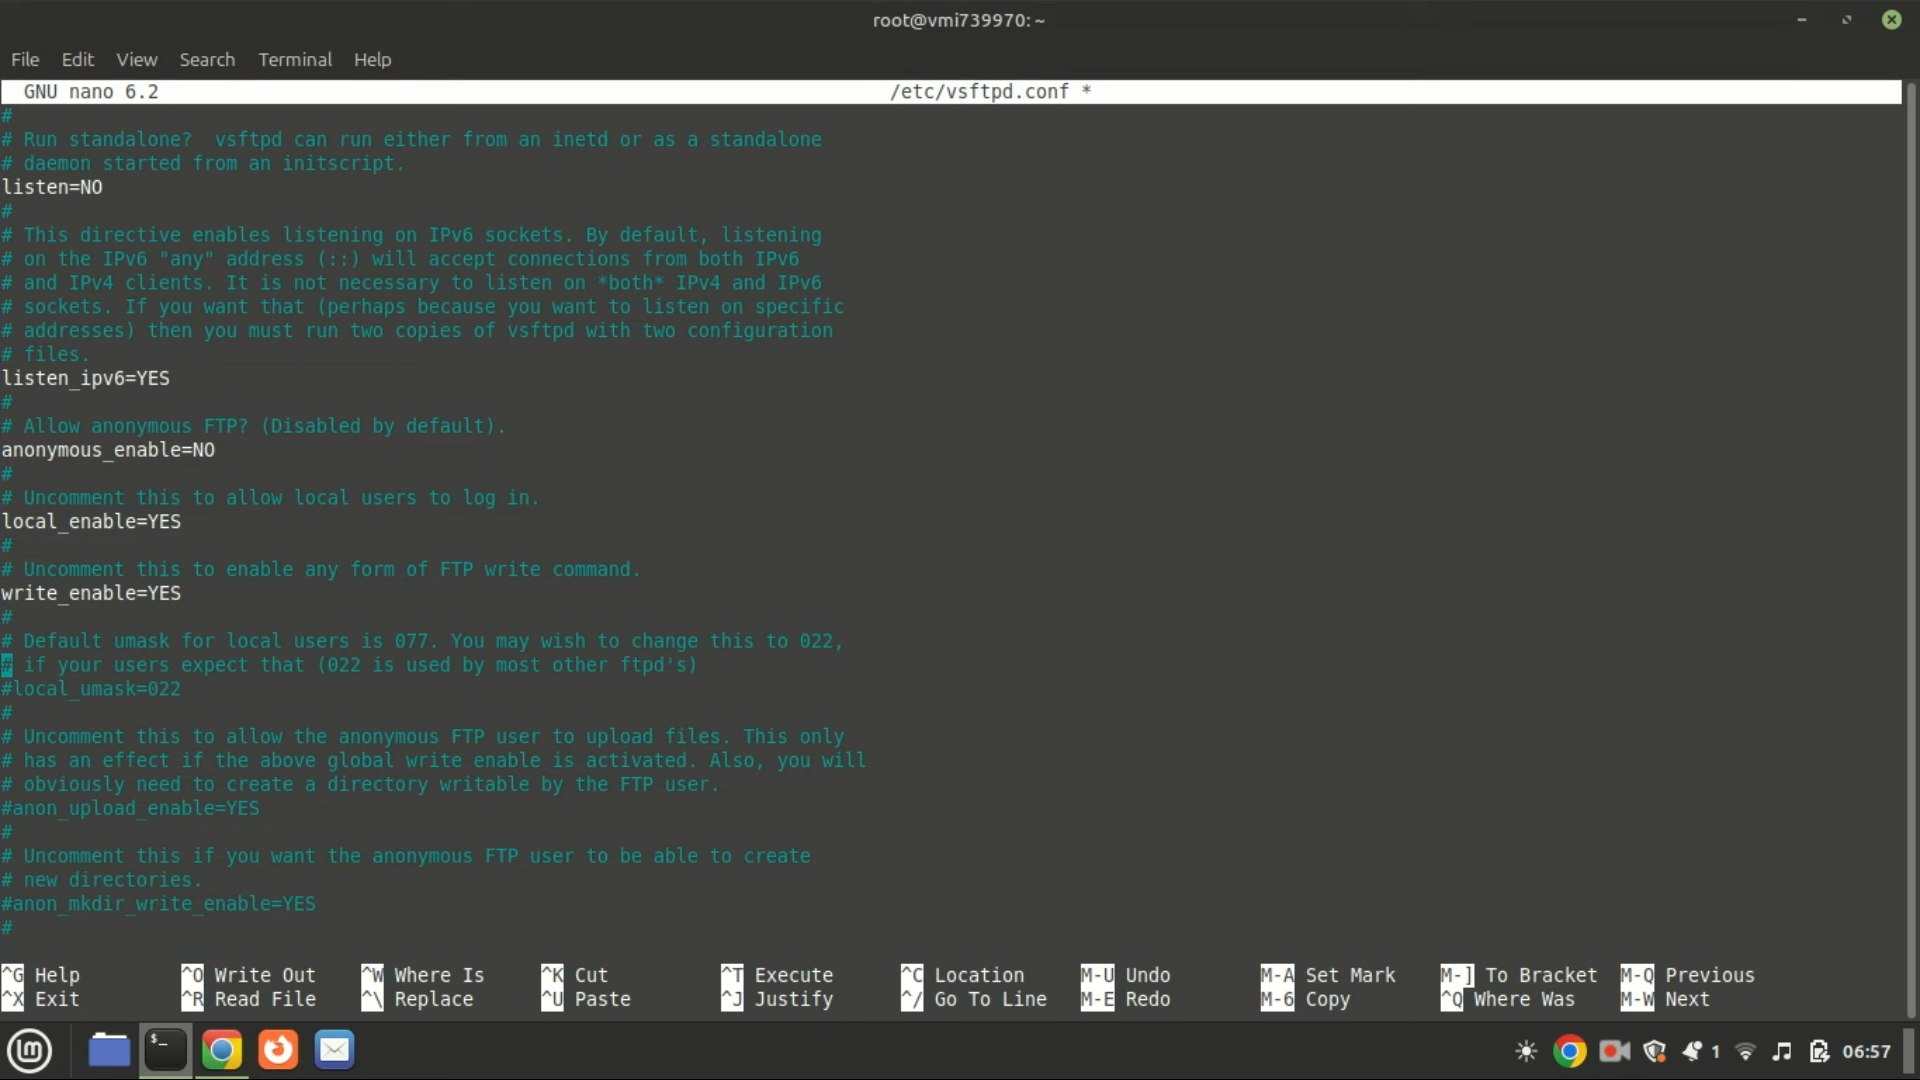 root@vmi739970: ~
File Edit View Search Terminal Help
GNU nano 6.2 /etc/vsftpd.conf *
#
# Run standalone?  vsftpd can run either from an inetd or as a standalone
# daemon started from an initscript.
listen=NO
#
# This directive enables listening on IPv6 sockets. By default, listening
# on the IPv6 "any" address (::) will accept connections from both IPv6
# and IPv4 clients. It is not necessary to listen on *both* IPv4 and IPv6
# sockets. If you want that (perhaps because you want to listen on specific
# addresses) then you must run two copies of vsftpd with two configuration
# files.
listen_ipv6=YES
#
# Allow anonymous FTP? (Disabled by default).
anonymous_enable=NO
#
# Uncomment this to allow local users to log in.
local_enable=YES
#
# Uncomment this to enable any form of FTP write command.
write_enable=YES
#
# Default umask for local users is 077. You may wish to change this to 022,
# if your users expect that (022 is used by most other ftpd's)
#local_umask=022
#
# Uncomment this to allow the anonymous FTP user to upload files. This only
# has an effect if the above global write enable is activated. Also, you will
# obviously need to create a directory writable by the FTP user.
#anon_upload_enable=YES
#
# Uncomment this if you want the anonymous FTP user to be able to create
# new directories.
#anon_mkdir_write_enable=YES
#
^G Help ^O Write Out ^W Where Is ^K Cut ^T Execute ^C Location M-U Undo M-A Set Mark M-] To Bracket M-Q Previous
^X Exit ^R Read File ^\ Replace ^U Paste ^J Justify ^/ Go To Line M-E Redo M-6 Copy ^Q Where Was M-W Next
$_ 1 06:57